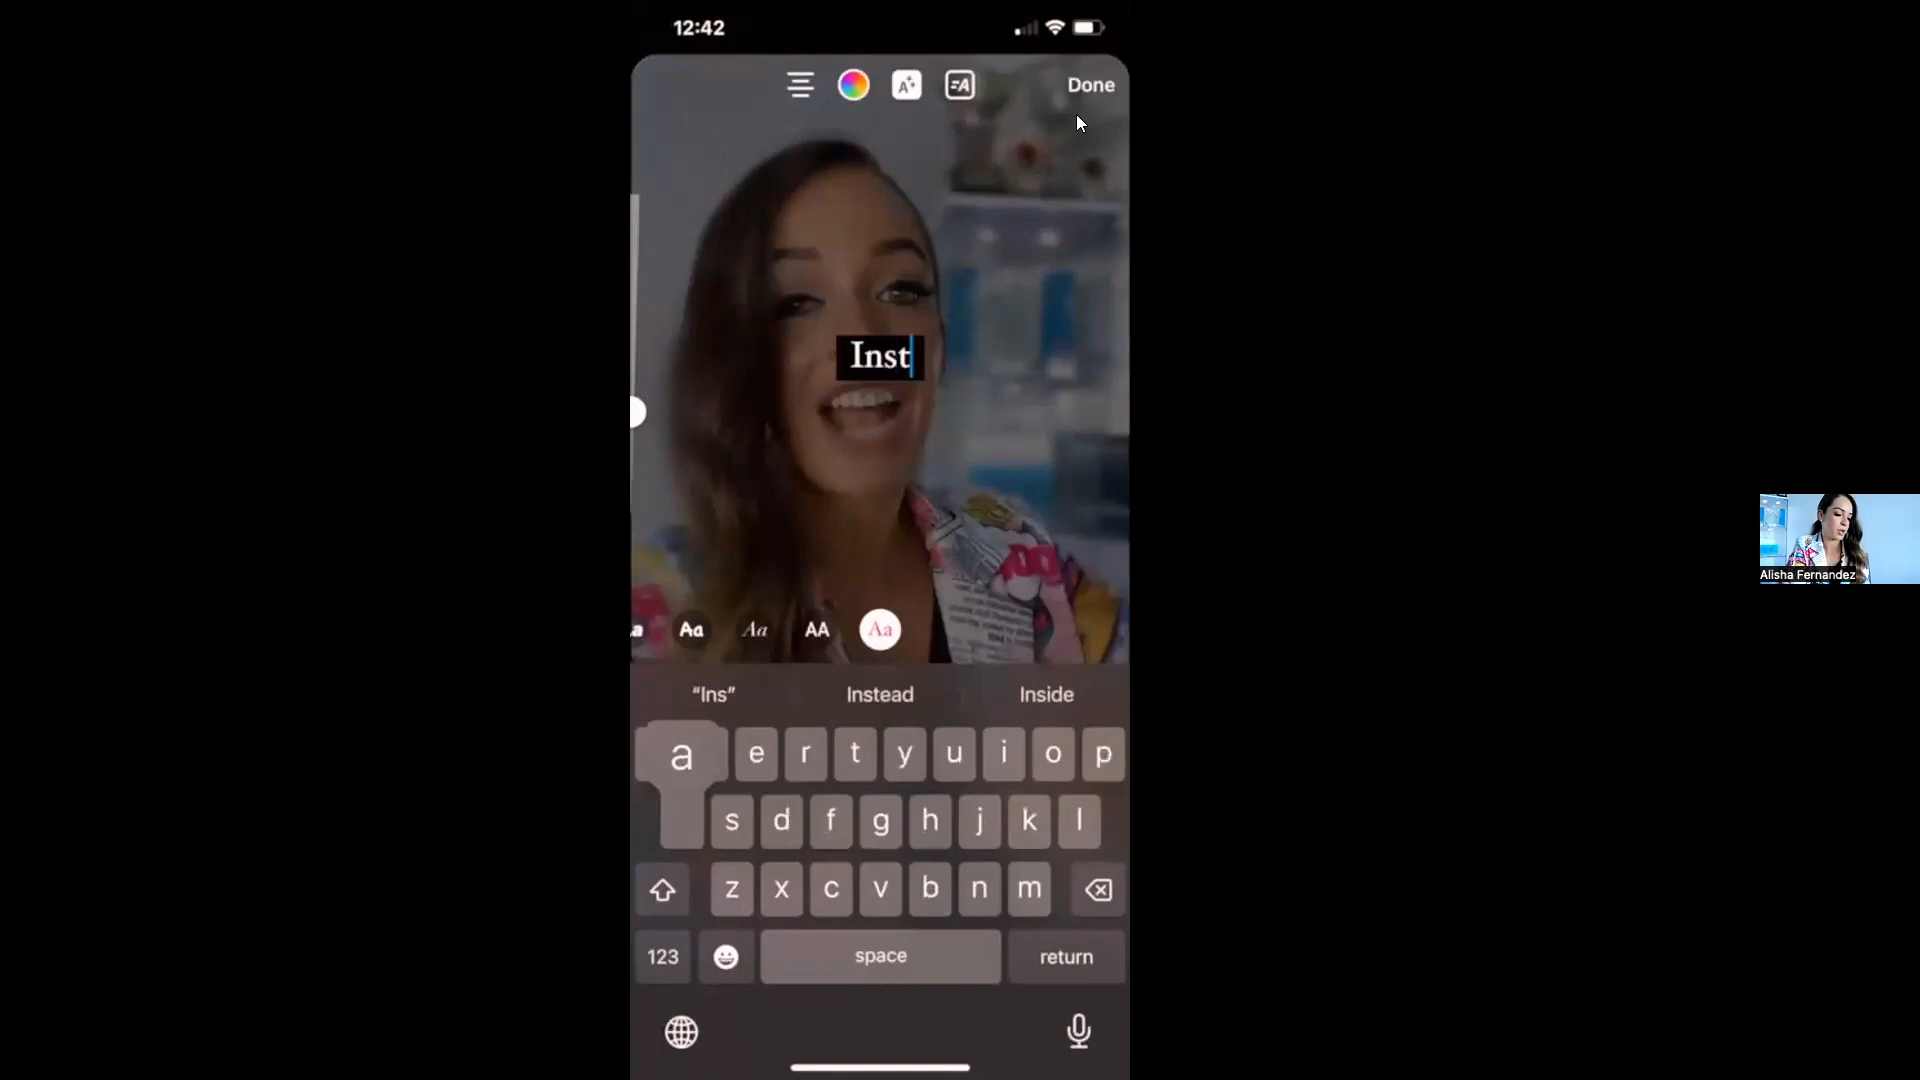 12:42
Done
Inst
a Aa Aa AA Aa
“Ins” Instead Inside
a e r t y u i o p
s d f g h j k l
z x c v b n m
123 space return
Alisha Fernandez